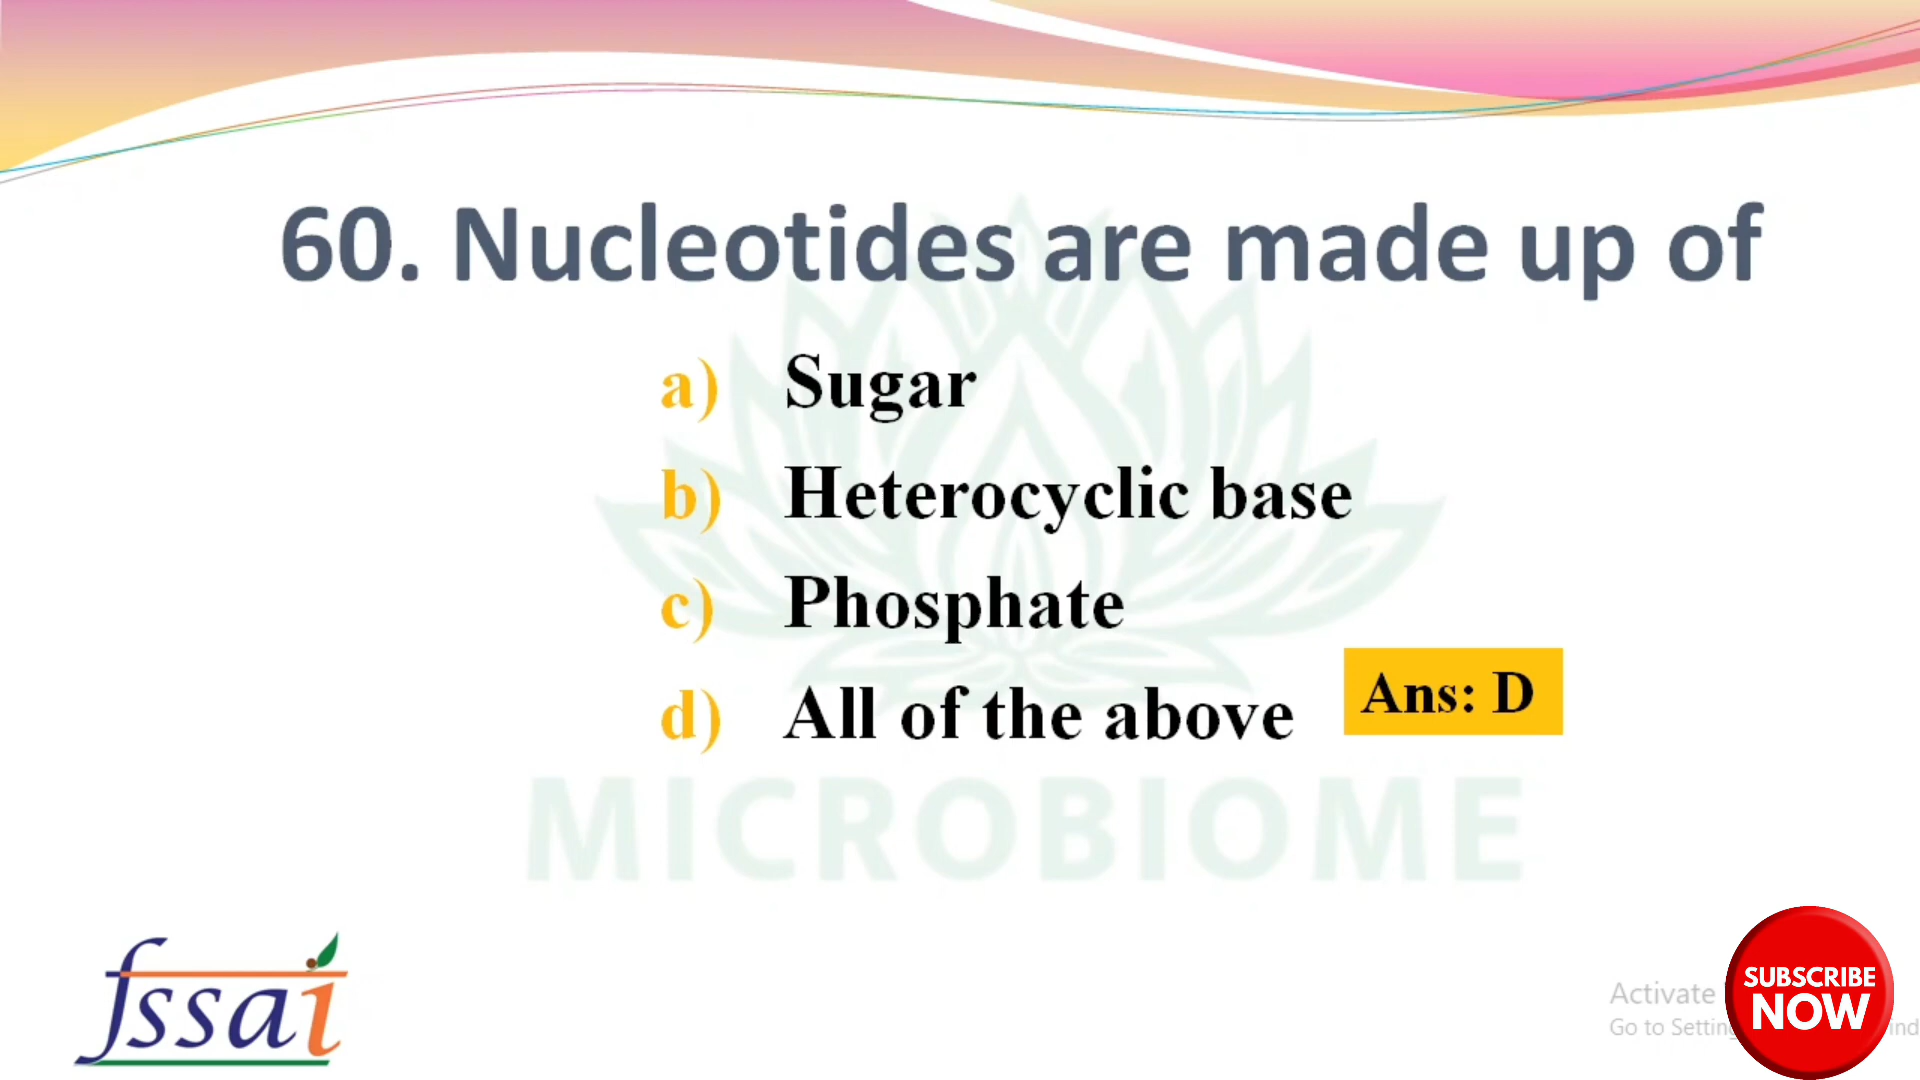 60. Nucleotides are made up of
a) Sugar
b) Heterocyclic base
c) Phosphate
d) All of the above
Ans: D
MICROBIOME
fssai
Activate
Go to Setting
SUBSCRIBE
NOW